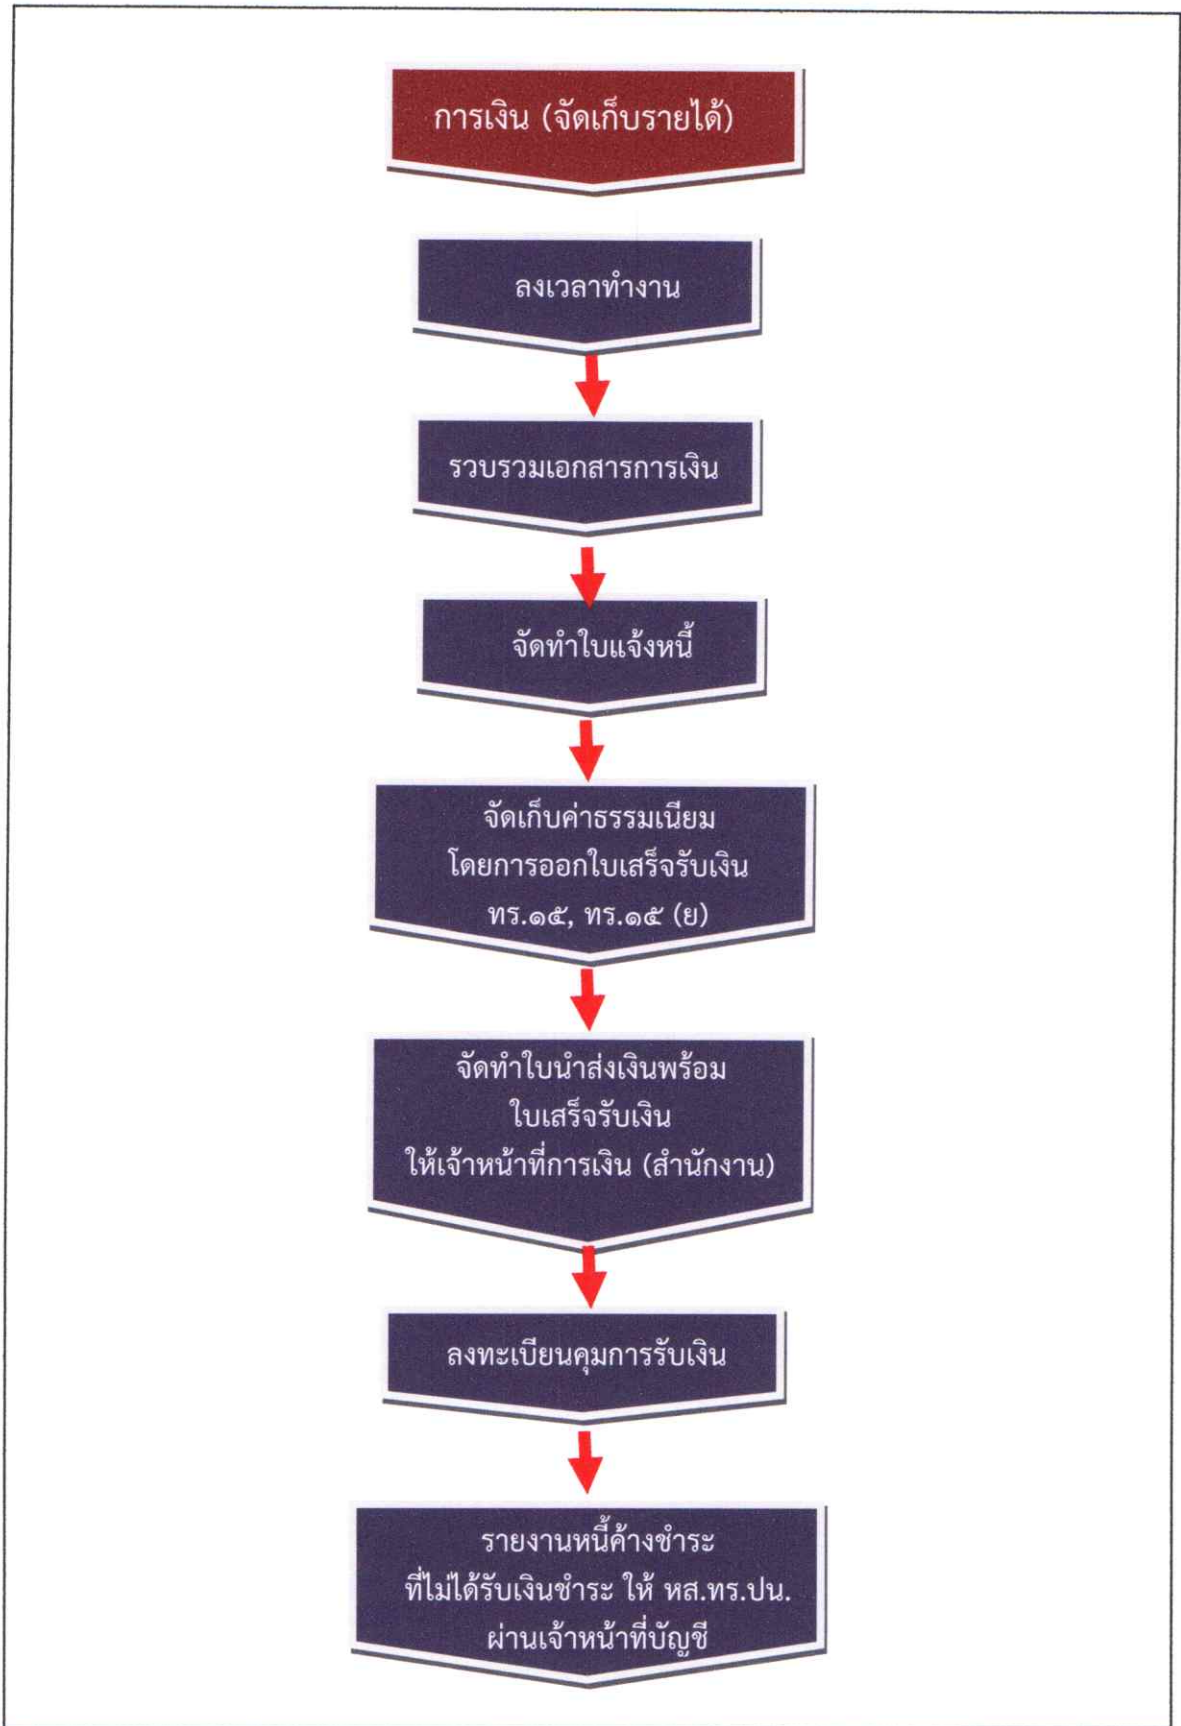 การเงิน (จัดเก็บรายได้)
ลงเวลาทำงาน
รวบรวมเอกสารการเงิน
จัดทำใบแจ้งหนี้
จัดเก็บค่าธรรมเนียม
โดยการออกใบเสร็จรับเงิน
ทร.๑๕, ทร.๑๕ (ย)
จัดทำใบนำส่งเงินพร้อม
ใบเสร็จรับเงิน
ให้เจ้าหน้าที่การเงิน (สำนักงาน)
ลงทะเบียนคุมการรับเงิน
รายงานหนี้ค้างชำระ
ที่ไม่ได้รับเงินชำระ ให้ หส.ทร.ปน.
ผ่านเจ้าหน้าที่บัญชี